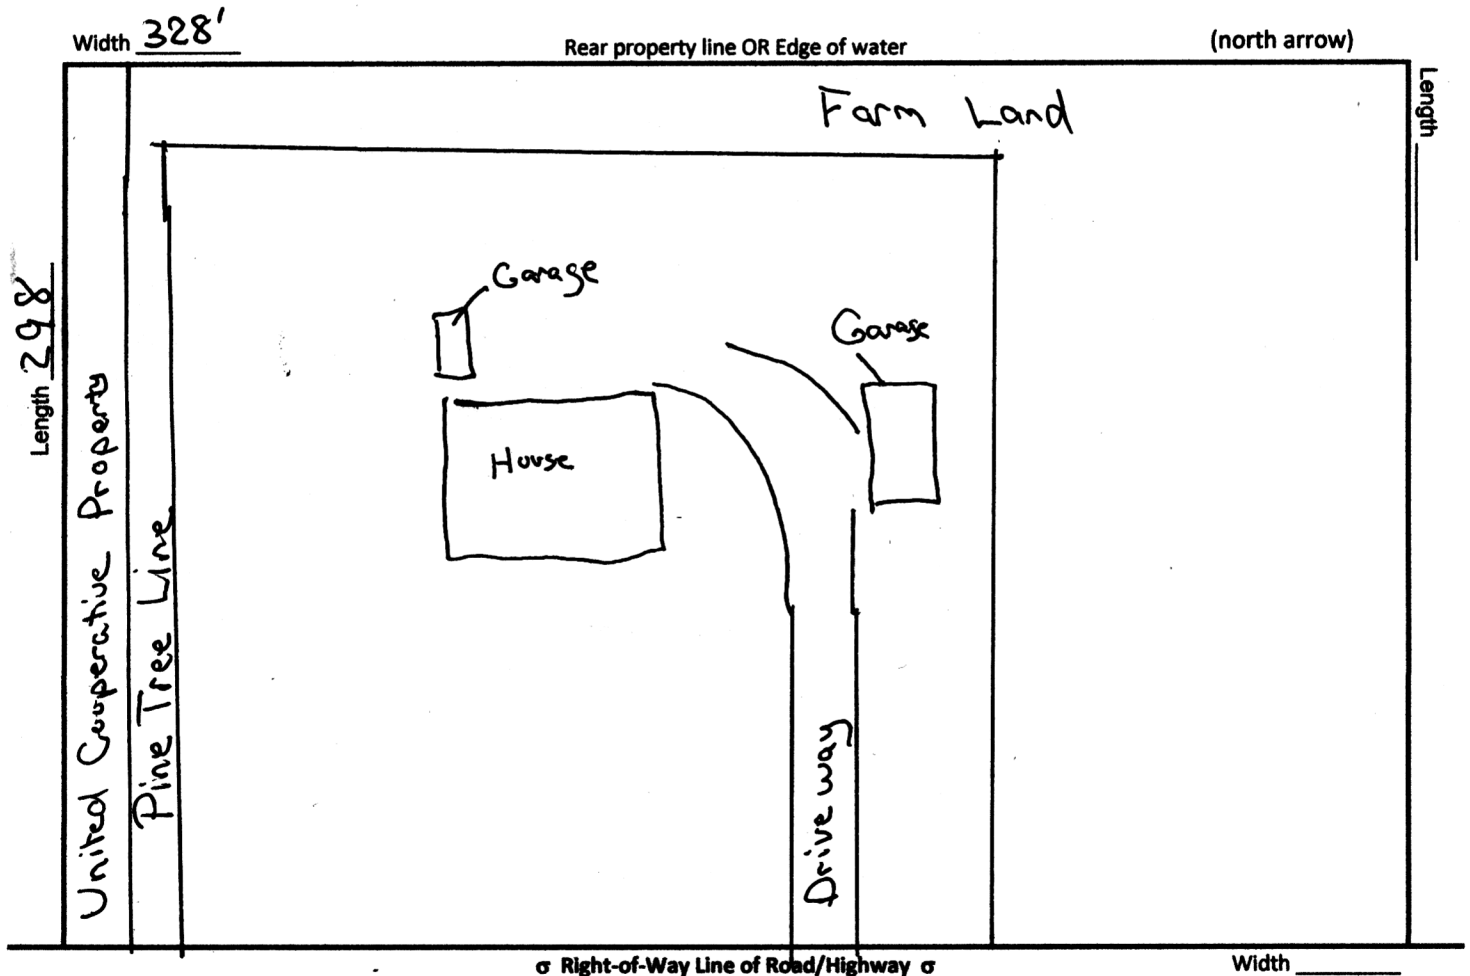 Width 328'
Rear property line OR Edge of water
(north arrow)
Length
Farm Land
Garage
Garage
Length 298
House
United Cooperative Property
Pine Tree Line
Drive way
σ Right-of-Way Line of Road/Highway σ
Width